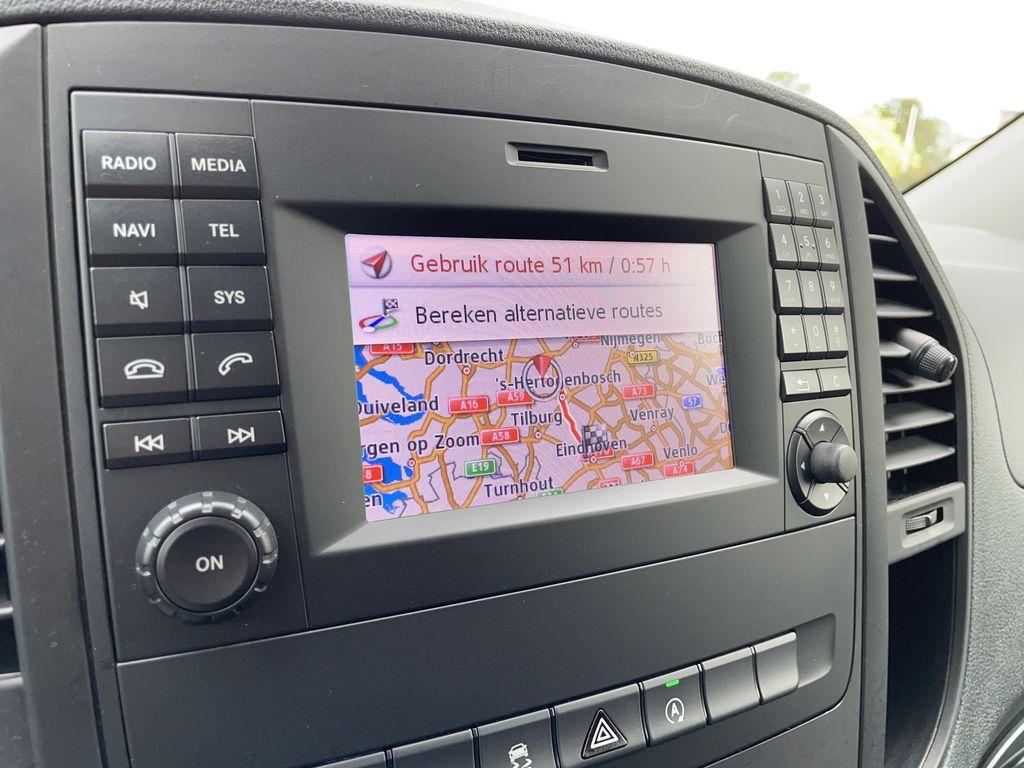 RADIO MEDIA
NAVI TEL
SYS
ON
Gebruik route 51 km / 0:57 h
Bereken alternatieve routes
A15
Dordrecht
Nijmegen
N325
's-Hertogenbosch
A59
A73
57
uiveland
A16
Tilburg
Venray
gen op Zoom
A58
Eindhoven
Venlo
E19
A67
A74
Turnhout
en
1 2 3
4 5 6
7 8 9
* 0 #
C
A